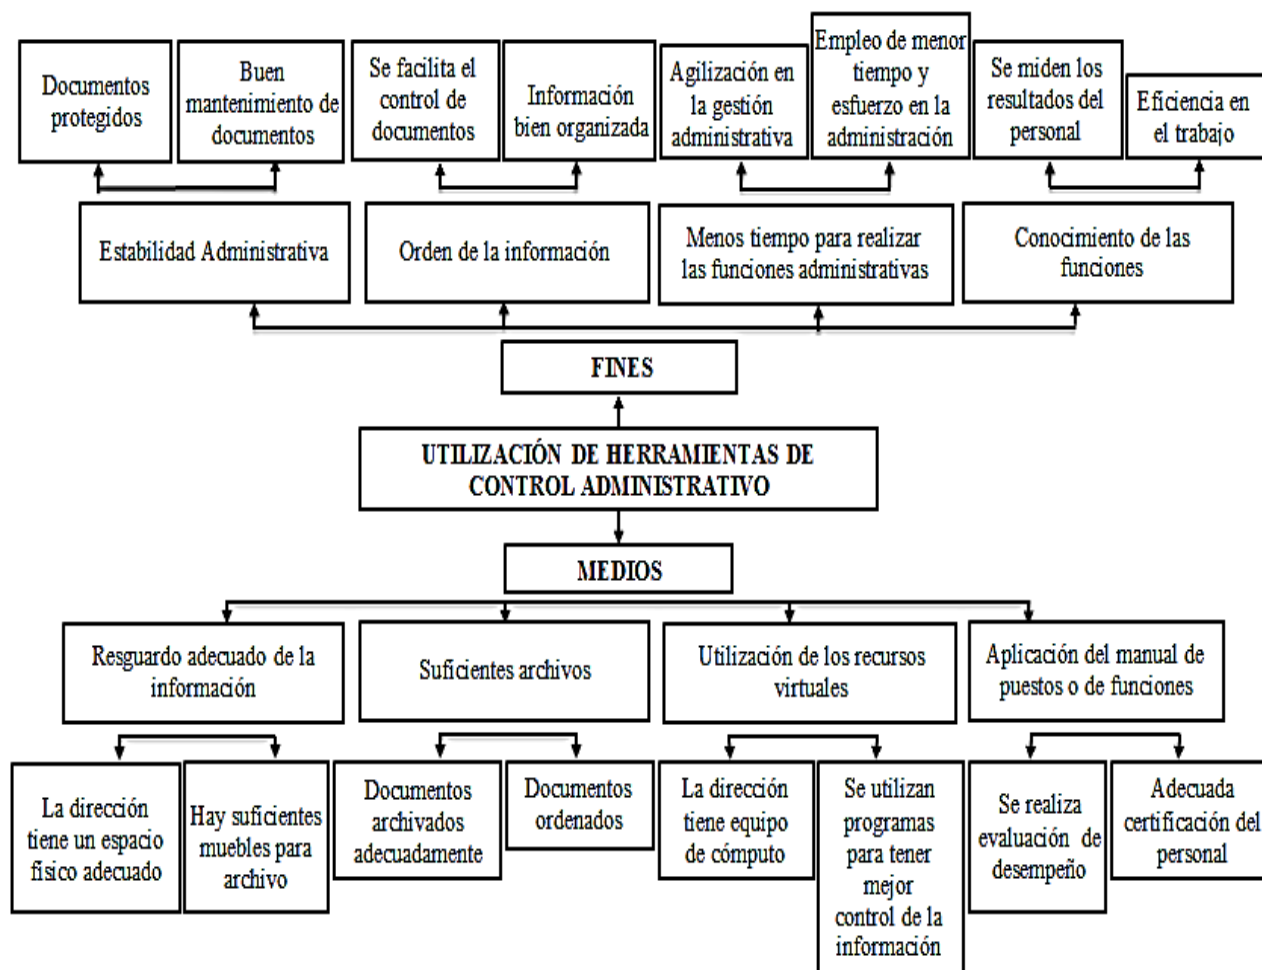 Documentos
protegidos
Buen
mantenimiento de
documentos
Se facilita el
control de
documentos
Información
bien organizada
Agilización en
la gestión
administrativa
Empleo de menor
tiempo y
esfuerzo en la
administración
Se miden los
resultados del
personal
Eficiencia en
el trabajo
Estabilidad Administrativa
Orden de la información
Menos tiempo para realizar
las funciones administrativas
Conocimiento de las
funciones
FINES
UTILIZACIÓN DE HERRAMIENTAS DE
CONTROL ADMINISTRATIVO
MEDIOS
Resguardo adecuado de la
información
Suficientes archivos
Utilización de los recursos
virtuales
Aplicación del manual de
puestos o de funciones
La dirección
tiene un espacio
físico adecuado
Hay suficientes
muebles para
archivo
Documentos
archivados
adecuadamente
Documentos
ordenados
La dirección
tiene equipo
de cómputo
Se utilizan
programas
para tener
mejor
control de la
información
Se realiza
evaluación de
desempeño
Adecuada
certificación del
personal